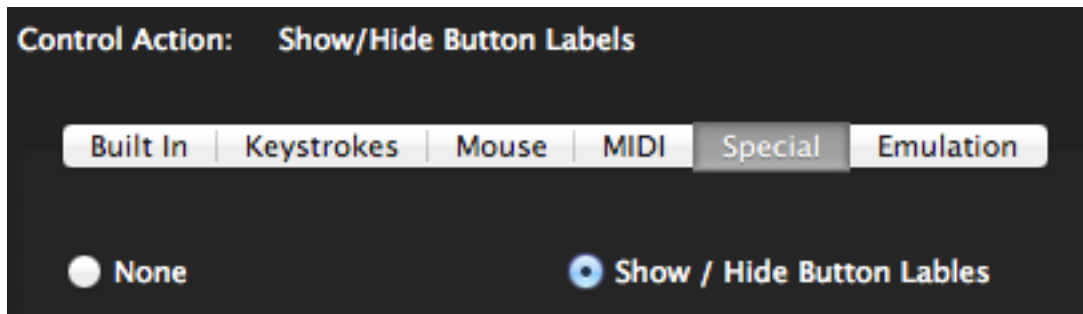 Control Action: Show/Hide Button Labels
Built In Keystrokes Mouse MIDI Special Emulation
None Show / Hide Button Lables